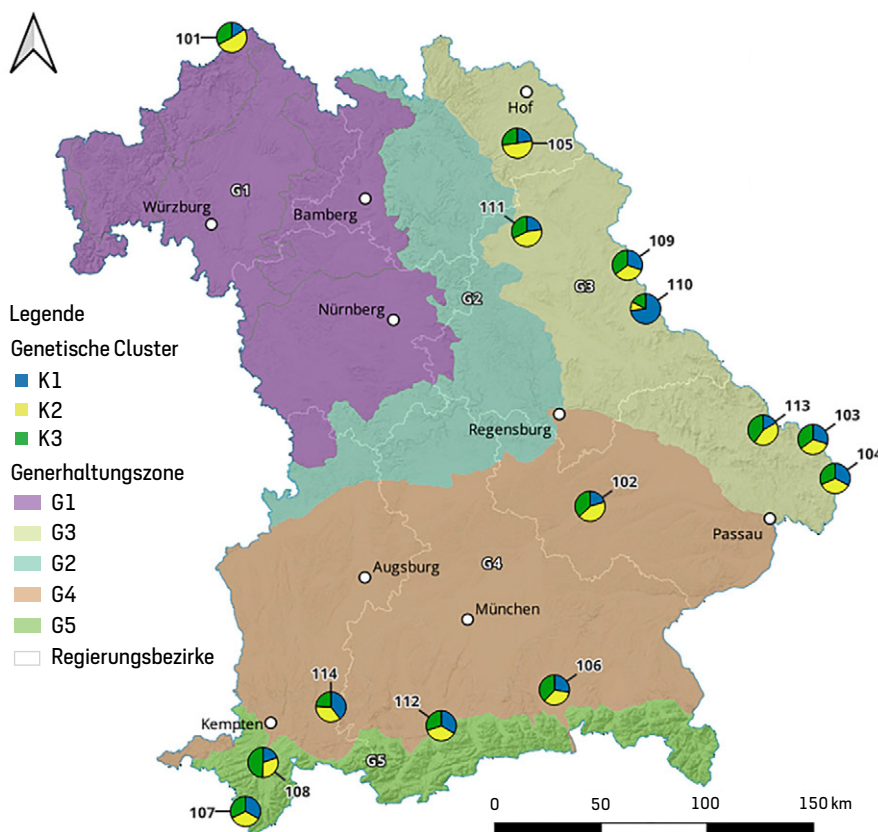 101
Hof
105
G1
Würzburg
Bamberg
111
109
G3
110
G2
Nürnberg
Legende
Genetische Cluster
K1
K2
K3
Generhaltungszone
G1
G3
G2
G4
G5
Regierungsbezirke
113
103
Regensburg
104
102
Passau
Augsburg
G4
München
114
106
112
Kempten
G5
108
107
0 50 100 150 km